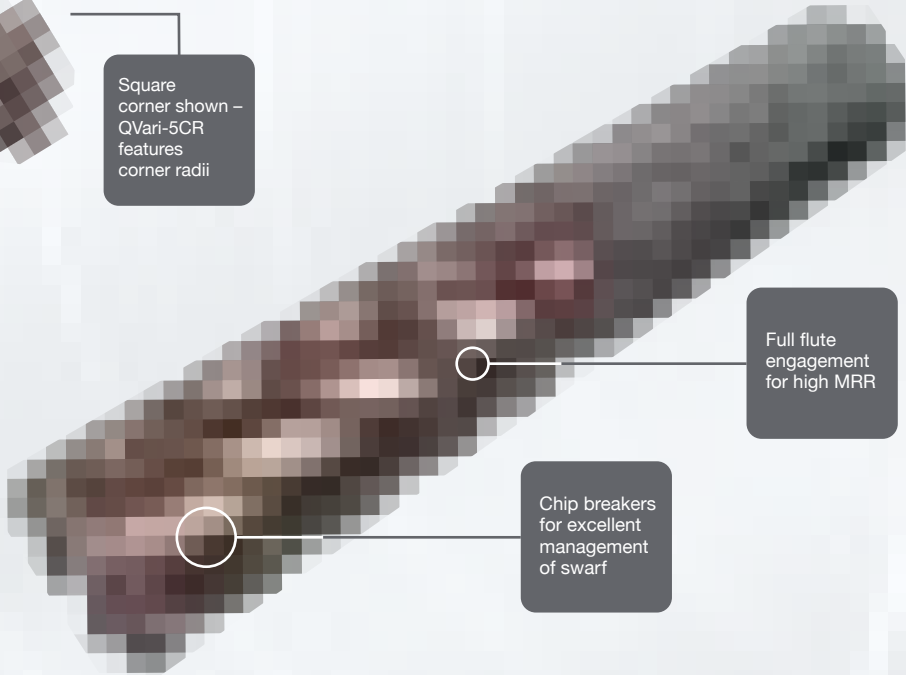 Square
corner shown –
QVari-5CR
features
corner radii
Full flute
engagement
for high MRR
Chip breakers
for excellent
management
of swarf